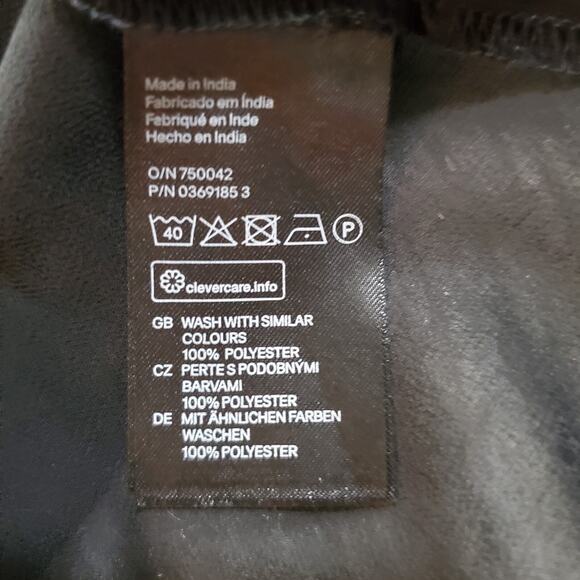 Made in India
Fabricado em Índia
Fabriqué en Inde
Hecho en India
O/N 750042
P/N 0369185 3
40 P
clevercare.info
GB WASH WITH SIMILAR
COLOURS
100% POLYESTER
CZ PERTE S PODOBNÝMI
BARVAMI
100% POLYESTER
DE MIT ÄHNLICHEN FARBEN
WASCHEN
100% POLYESTER